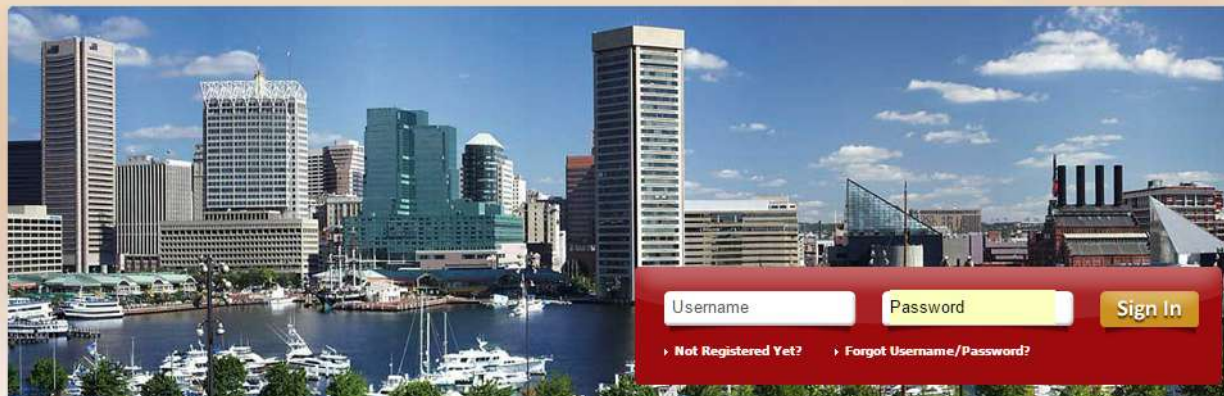 Username
Password
Sign In
Not Registered Yet?
Forgot Username/Password?